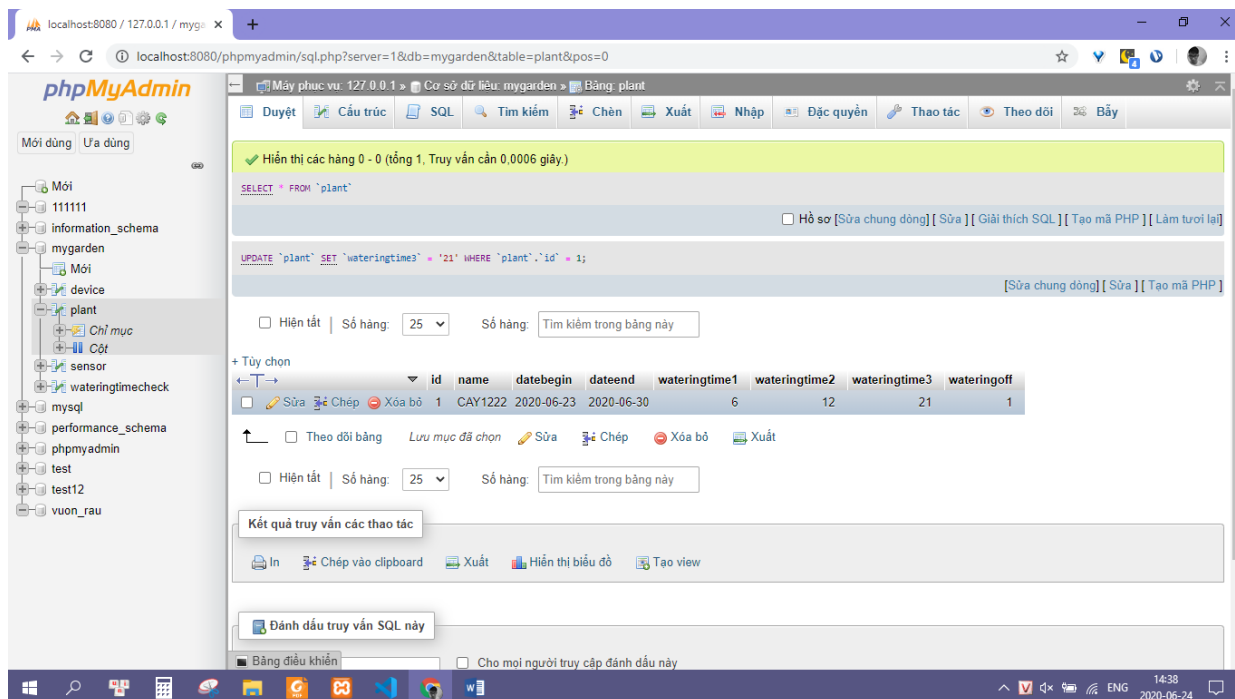 localhost:8080 / 127.0.0.1 / myga
localhost:8080/phpmyadmin/sql.php?server=1&db=mygarden&table=plant&pos=0
phpMyAdmin
Mới dùng Ưa dùng
Mới
111111
information_schema
mygarden
Mới
device
plant
Chỉ mục
Cột
sensor
wateringtimecheck
mysql
performance_schema
phpmyadmin
test
test12
vuon_rau
Máy phục vụ: 127.0.0.1 » Cơ sở dữ liệu: mygarden » Bảng: plant
Duyệt Cấu trúc SQL Tìm kiếm Chèn Xuất Nhập Đặc quyền Thao tác Theo dõi Bẫy
Hiển thị các hàng 0 - 0 (tổng 1, Truy vấn cần 0,0006 giây.)
SELECT * FROM `plant`
Hồ sơ [Sửa chung dòng] [ Sửa ] [ Giải thích SQL ] [ Tạo mã PHP ] [ Làm tươi lại]
UPDATE `plant` SET `wateringtime3` = '21' WHERE `plant`.`id` = 1;
[Sửa chung dòng] [ Sửa ] [ Tạo mã PHP ]
Hiện tất | Số hàng: 25 Số hàng: Tìm kiếm trong bảng này
+ Tùy chọn
←T→ id name datebegin dateend wateringtime1 wateringtime2 wateringtime3 wateringoff
Sửa Chép Xóa bỏ 1 CAY1222 2020-06-23 2020-06-30 6 12 21 1
Theo dõi bảng Lưu mục đã chọn Sửa Chép Xóa bỏ Xuất
Hiện tất | Số hàng: 25 Số hàng: Tìm kiếm trong bảng này
Kết quả truy vấn các thao tác
In Chép vào clipboard Xuất Hiển thị biểu đồ Tạo view
Đánh dấu truy vấn SQL này
Bảng điều khiển Cho mọi người truy cập đánh dấu này
ENG 14:38
2020-06-24